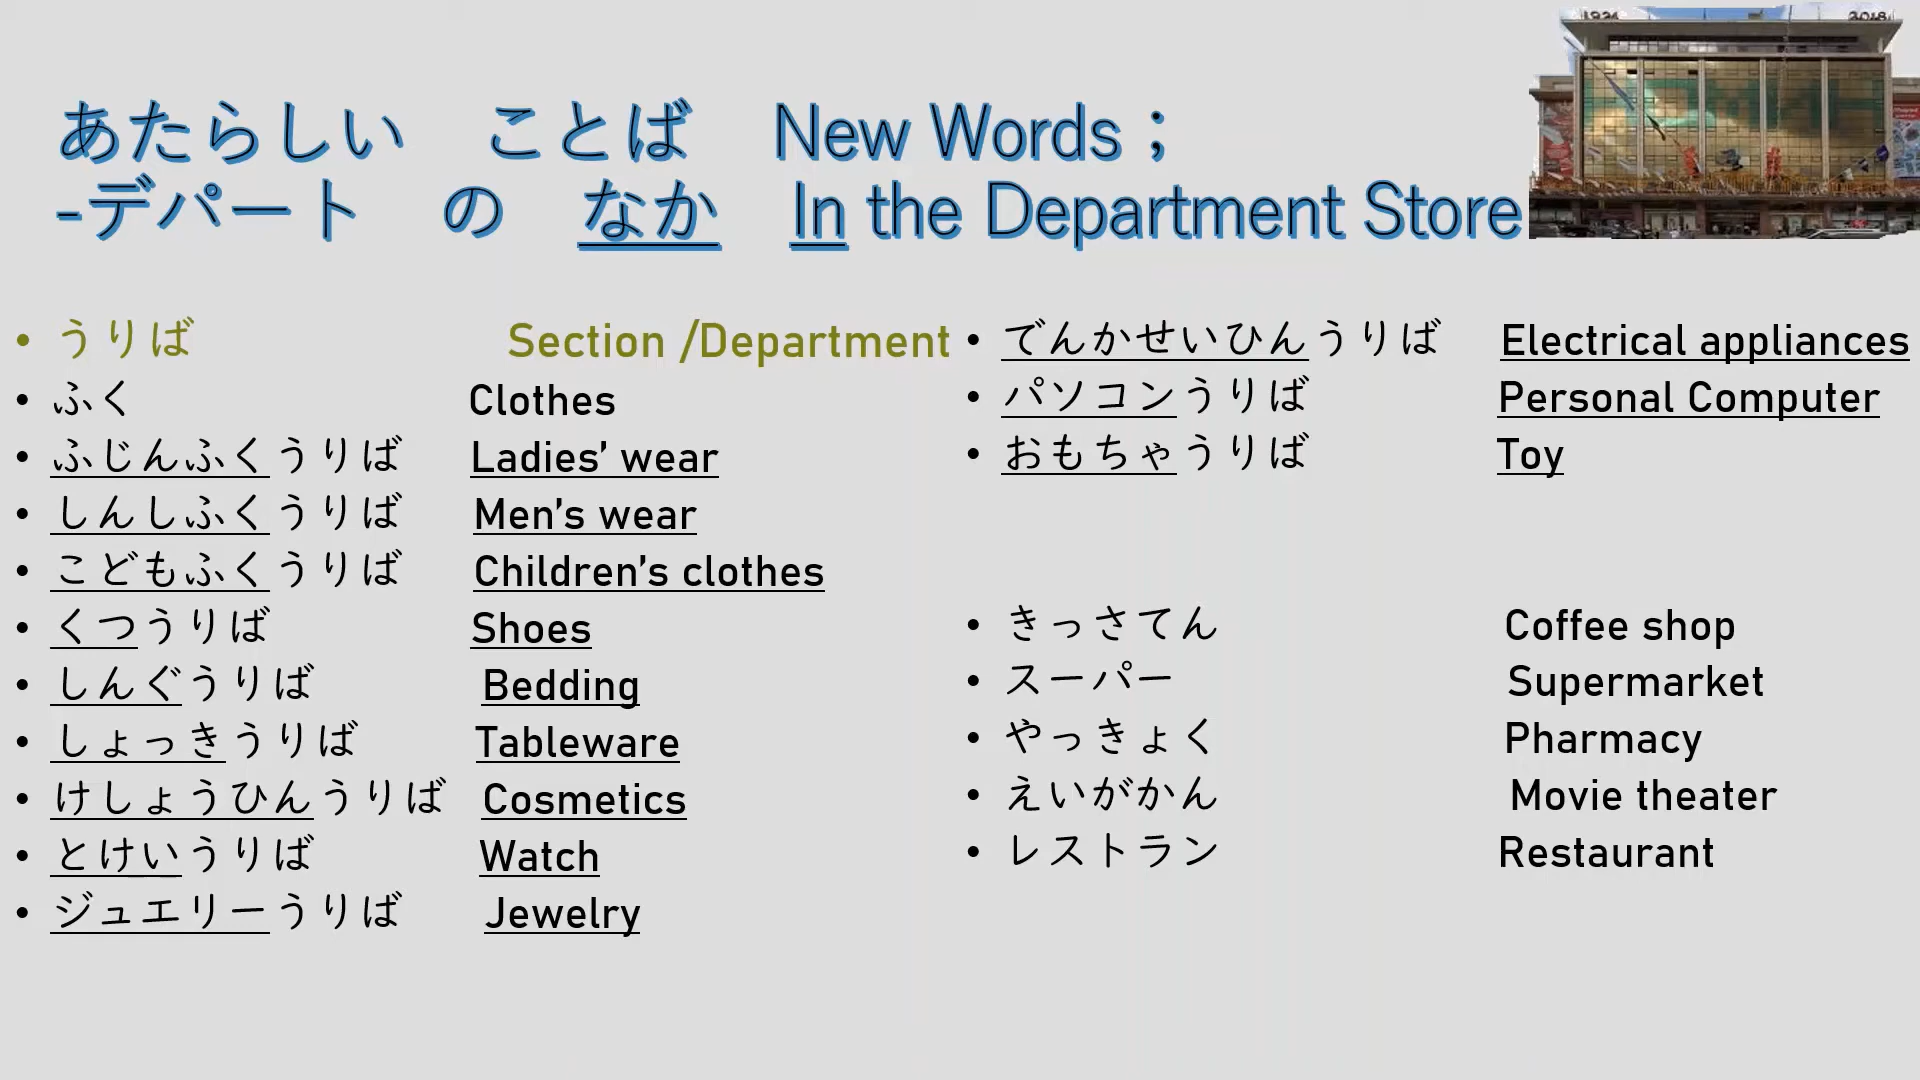 あたらしい　ことば　New Words；
-デパート　の　なか　In the Department Store
1924 2018
うりば Section /Department
ふく Clothes
ふじんふくうりば Ladies’ wear
しんしふくうりば Men’s wear
こどもふくうりば Children’s clothes
くつうりば Shoes
しんぐうりば Bedding
しょっきうりば Tableware
けしょうひんうりば Cosmetics
とけいうりば Watch
ジュエリーうりば Jewelry
でんかせいひんうりば Electrical appliances
パソコンうりば Personal Computer
おもちゃうりば Toy
きっさてん Coffee shop
スーパー Supermarket
やっきょく Pharmacy
えいがかん Movie theater
レストラン Restaurant